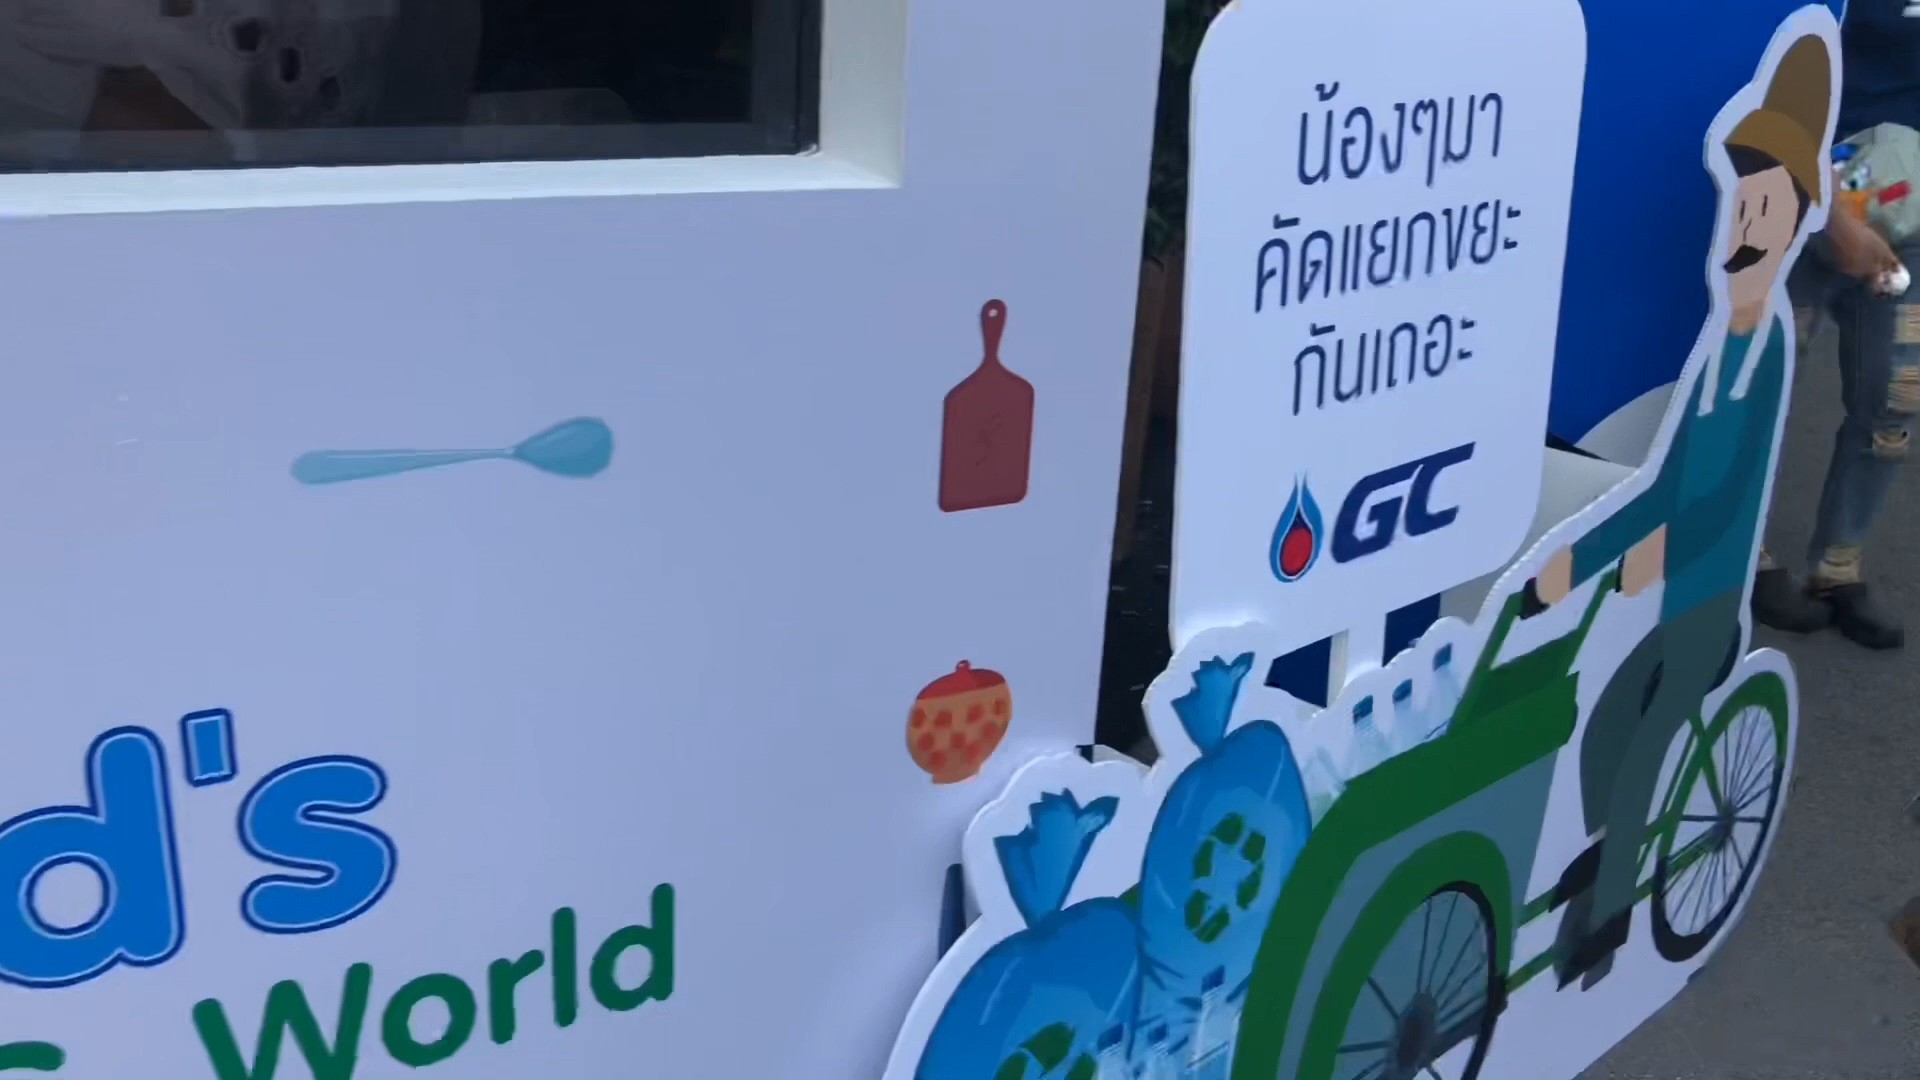 น้องๆมา
คัดแยกขยะ
กันเถอะ
GC
d's
World